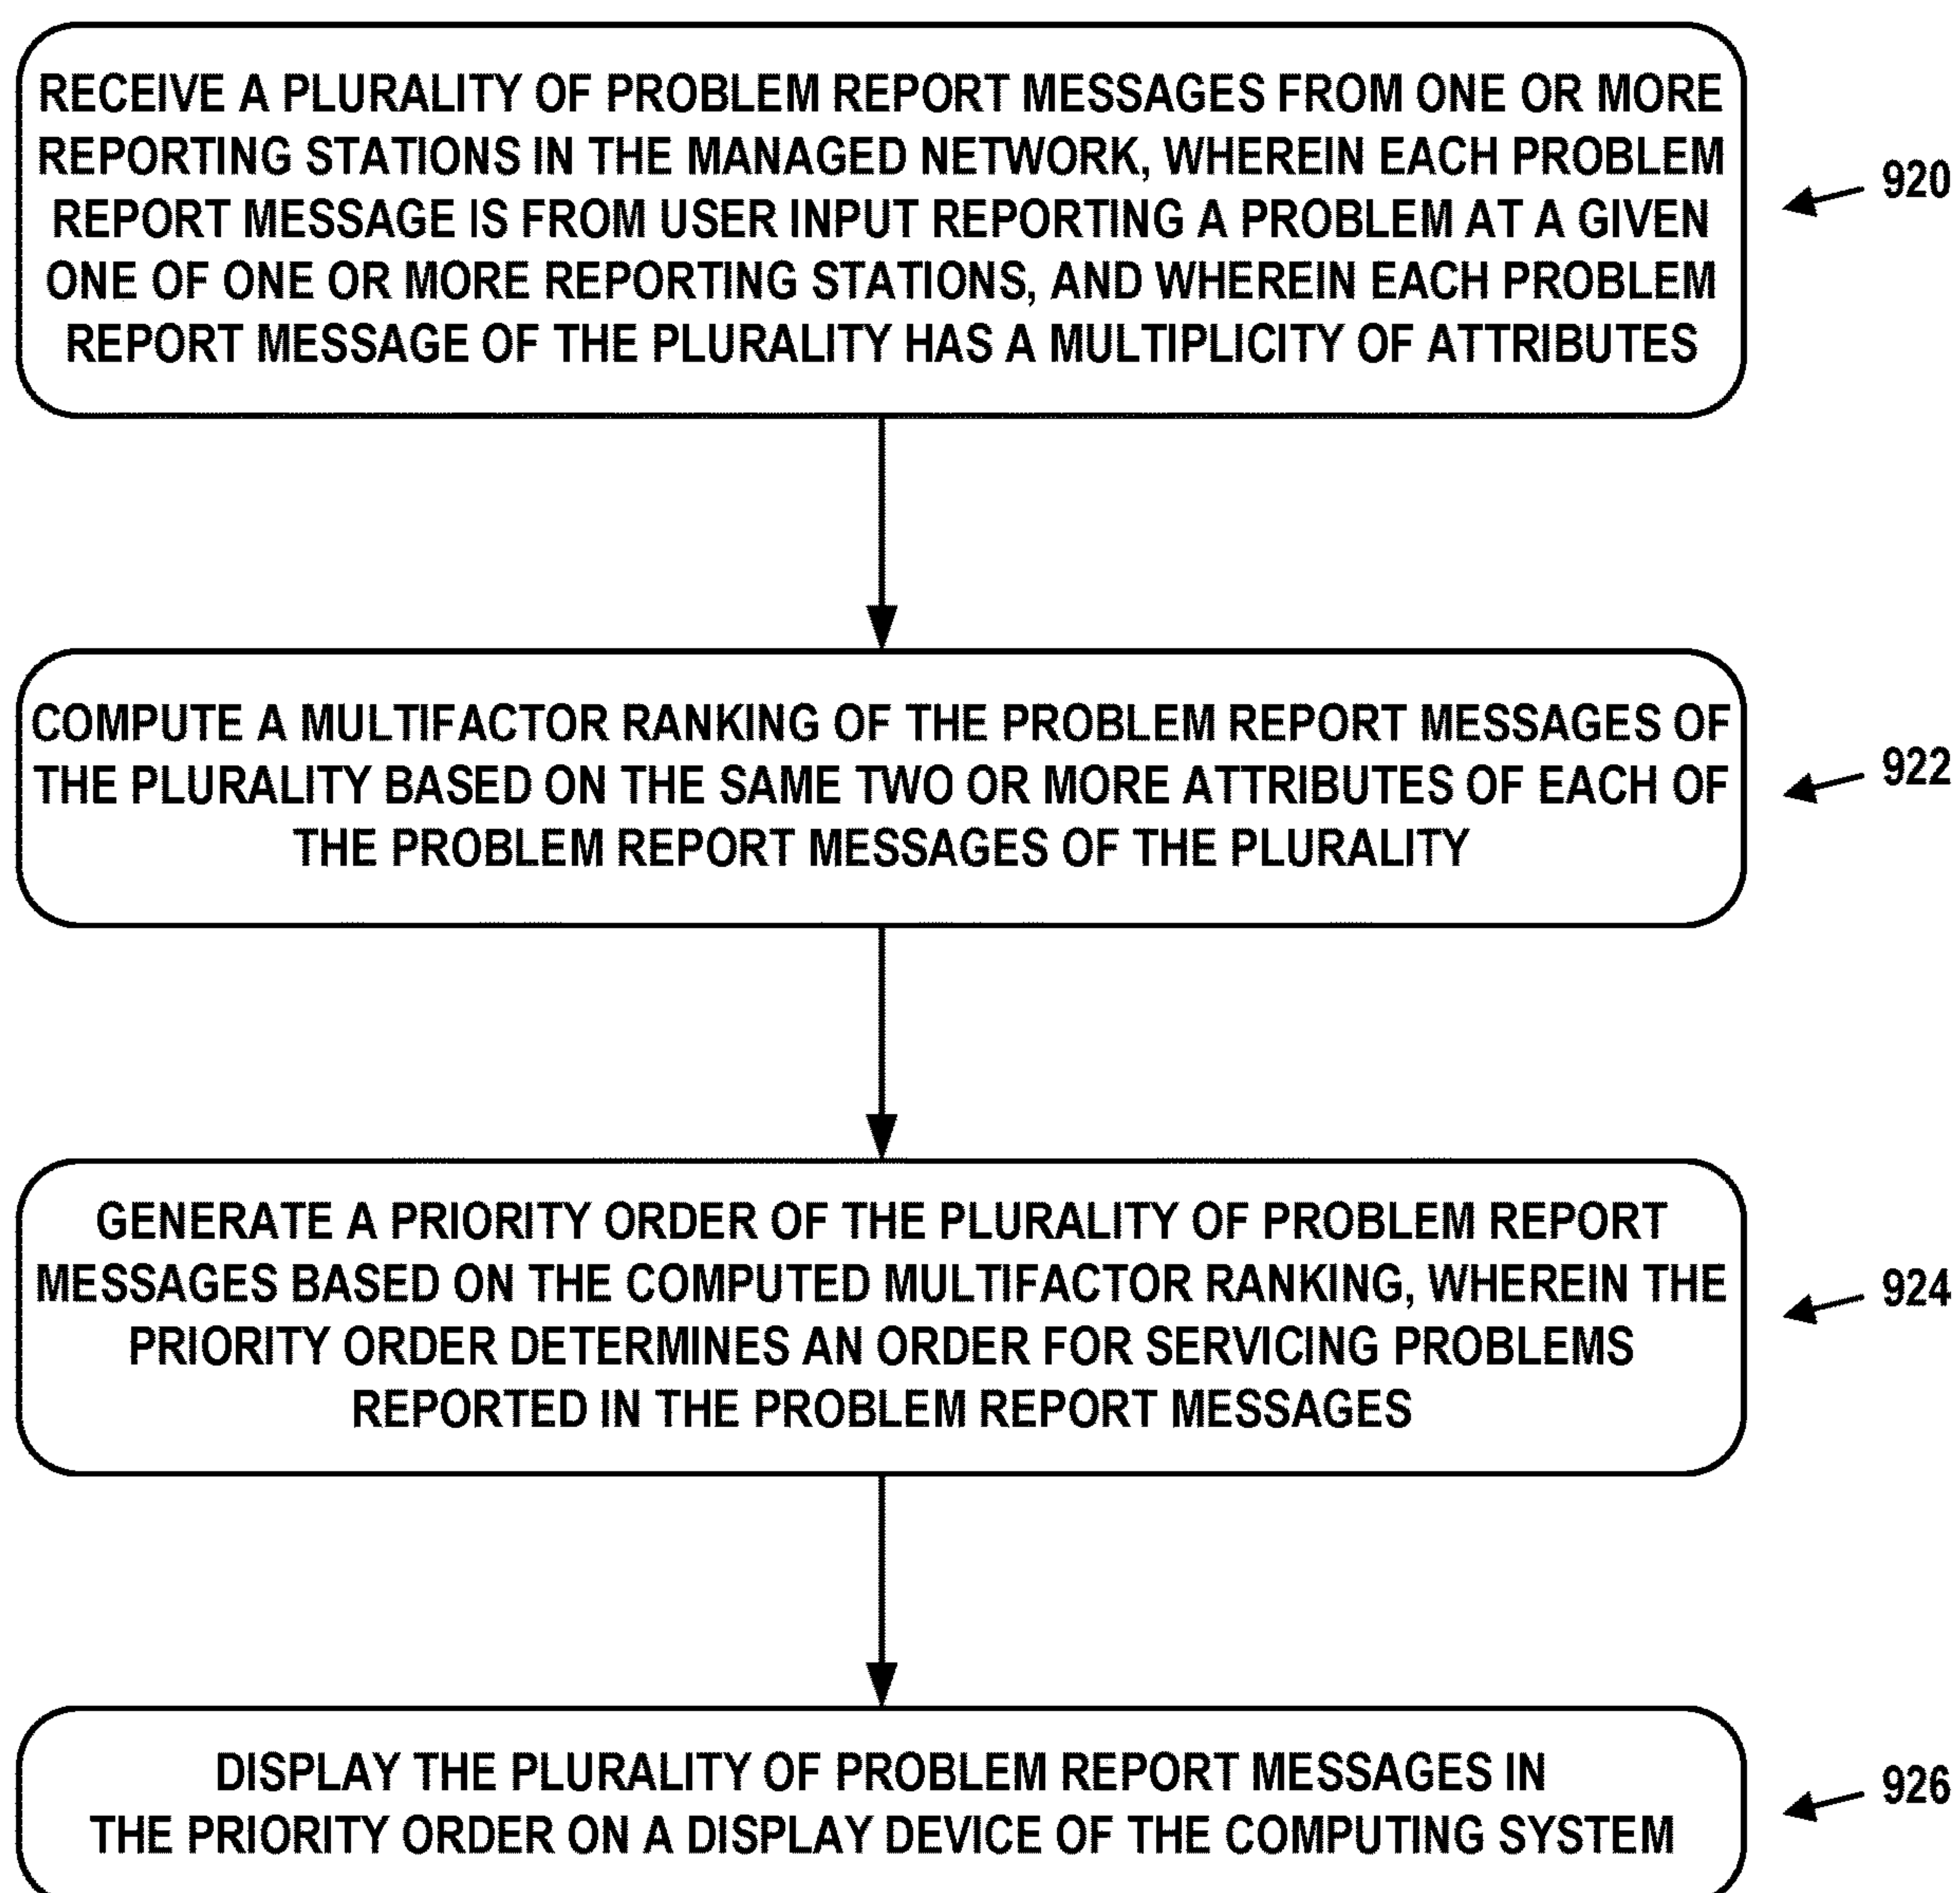 RECEIVE A PLURALITY OF PROBLEM REPORT MESSAGES FROM ONE OR MORE
REPORTING STATIONS IN THE MANAGED NETWORK, WHEREIN EACH PROBLEM
REPORT MESSAGE IS FROM USER INPUT REPORTING A PROBLEM AT A GIVEN
ONE OF ONE OR MORE REPORTING STATIONS, AND WHEREIN EACH PROBLEM
REPORT MESSAGE OF THE PLURALITY HAS A MULTIPLICITY OF ATTRIBUTES
920
COMPUTE A MULTIFACTOR RANKING OF THE PROBLEM REPORT MESSAGES OF
THE PLURALITY BASED ON THE SAME TWO OR MORE ATTRIBUTES OF EACH OF
THE PROBLEM REPORT MESSAGES OF THE PLURALITY
922
GENERATE A PRIORITY ORDER OF THE PLURALITY OF PROBLEM REPORT
MESSAGES BASED ON THE COMPUTED MULTIFACTOR RANKING, WHEREIN THE
PRIORITY ORDER DETERMINES AN ORDER FOR SERVICING PROBLEMS
REPORTED IN THE PROBLEM REPORT MESSAGES
924
DISPLAY THE PLURALITY OF PROBLEM REPORT MESSAGES IN
THE PRIORITY ORDER ON A DISPLAY DEVICE OF THE COMPUTING SYSTEM
926